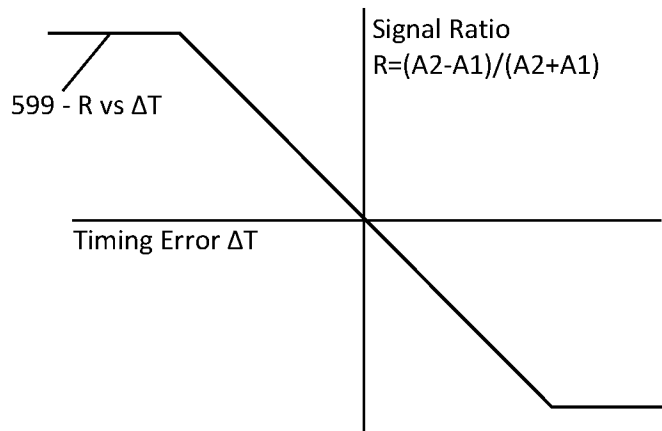 Signal Ratio
R=(A2-A1)/(A2+A1)
599 - R vs ΔT
Timing Error ΔT